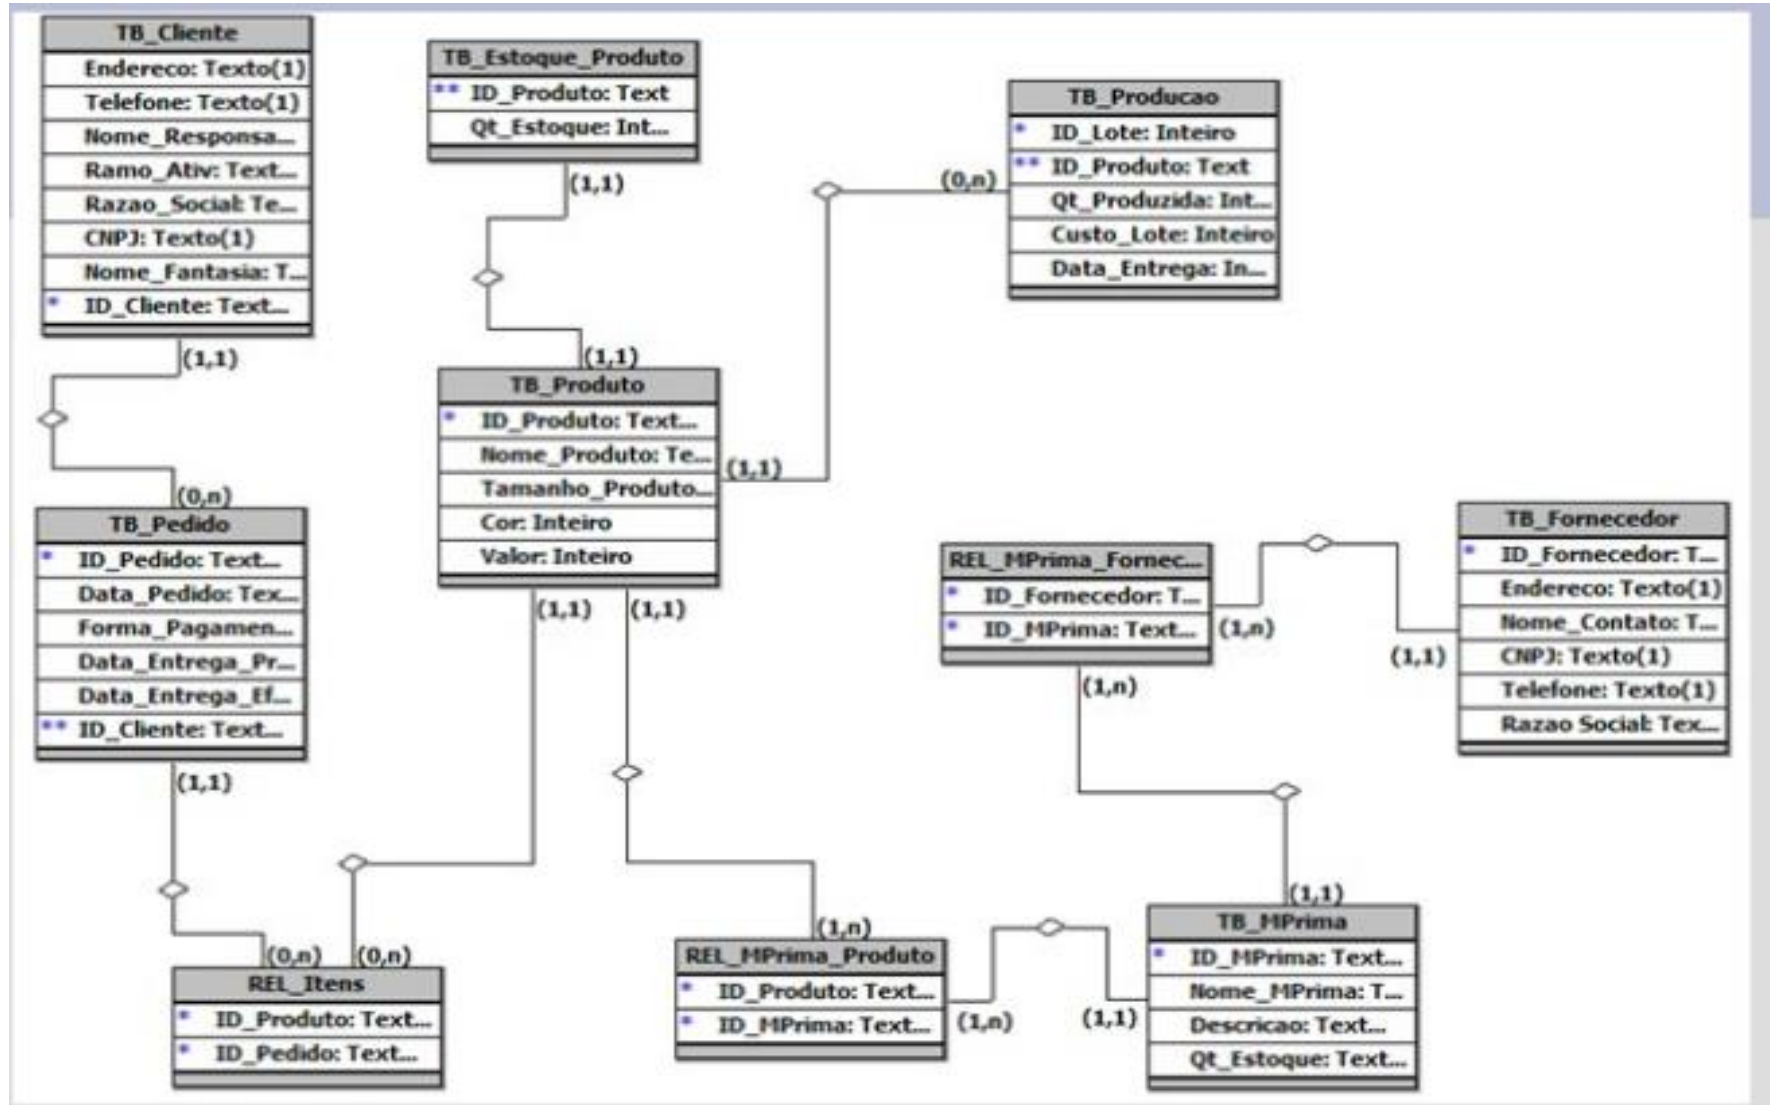 TB_Cliente
Endereco: Texto(1)
Telefone: Texto(1)
Nome_Responsa...
Ramo_Ativ: Text...
Razao_Social: Te...
CNPJ: Texto(1)
Nome_Fantasia: T...
* ID_Cliente: Text...
(1,1)
(0,n)
TB_Pedido
* ID_Pedido: Text...
Data_Pedido: Tex...
Forma_Pagamen...
Data_Entrega_Pr...
Data_Entrega_Ef...
** ID_Cliente: Text...
(1,1)
(0,n)
(0,n)
REL_Itens
* ID_Produto: Text...
* ID_Pedido: Text...
TB_Estoque_Produto
** ID_Produto: Text
Qt_Estoque: Int...
(1,1)
(1,1)
TB_Produto
* ID_Produto: Text...
Nome_Produto: Te...
Tamanho_Produto...
Cor: Inteiro
Valor: Inteiro
(1,1)
(1,1)
(1,1)
(0,n)
TB_Producao
* ID_Lote: Inteiro
** ID_Produto: Text
Qt_Produzida: Int...
Custo_Lote: Inteiro
Data_Entrega: In...
REL_MPrima_Fornec...
* ID_Fornecedor: T...
* ID_MPrima: Text...
(1,n)
(1,n)
(1,1)
TB_Fornecedor
* ID_Fornecedor: T...
Endereco: Texto(1)
Nome_Contato: T...
CNPJ: Texto(1)
Telefone: Texto(1)
Razao Social: Tex...
(1,n)
REL_MPrima_Produto
* ID_Produto: Text...
* ID_MPrima: Text...
(1,n)
(1,1)
(1,1)
TB_MPrima
* ID_MPrima: Text...
Nome_MPrima: T...
Descricao: Text...
Qt_Estoque: Text...